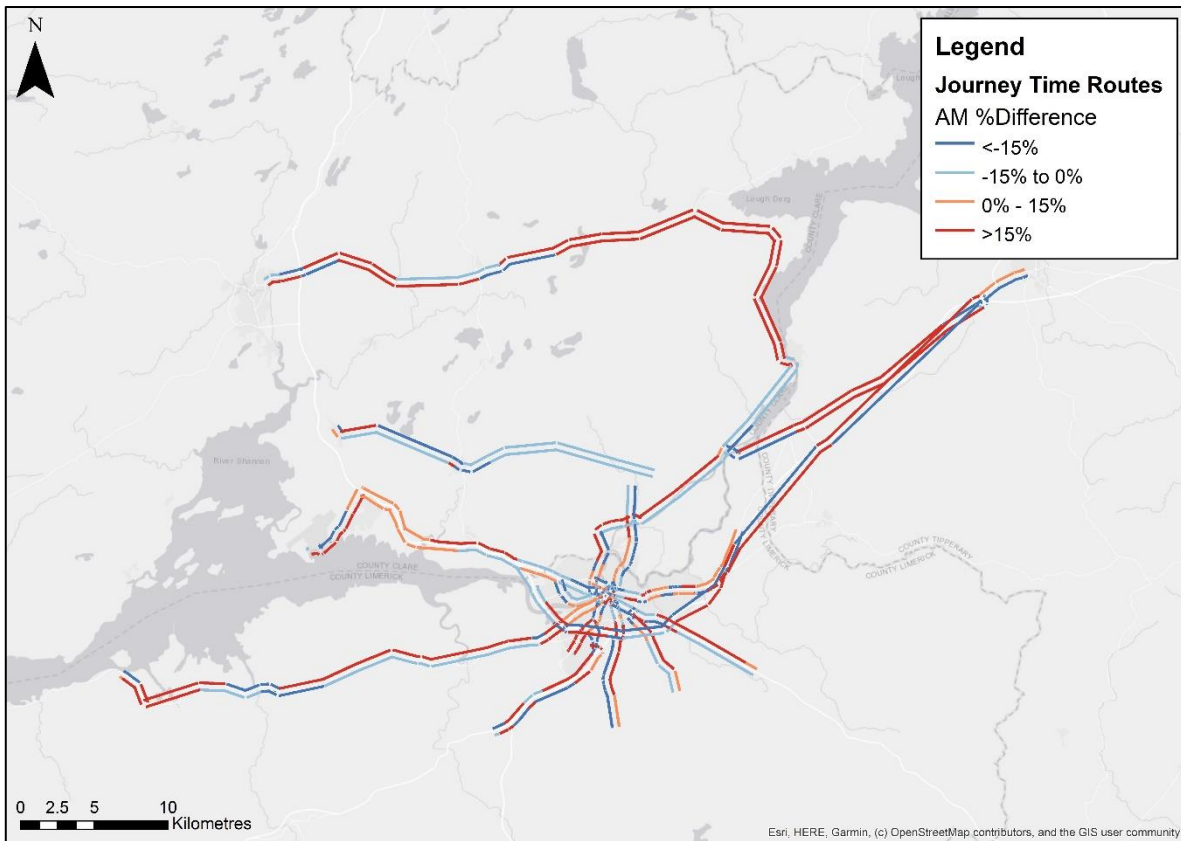 N
Legend
Journey Time Routes
AM %Difference
<-15%
-15% to 0%
0% - 15%
>15%
Lough Derg
COUNTY CLARE
River Shannon
COUNTY CLARE
COUNTY TIPPERARY
COUNTY LIMERICK
COUNTY TIPPERARY
COUNTY LIMERICK
COUNTY CLARE
COUNTY LIMERICK
0 2.5 5 10
Kilometres
Esri, HERE, Garmin, (c) OpenStreetMap contributors, and the GIS user community